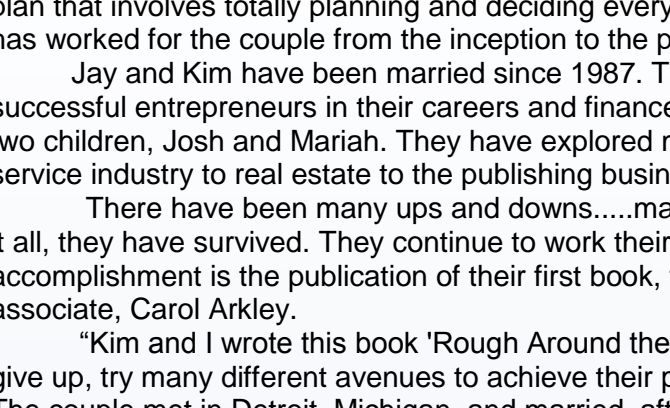 plan that involves totally planning and deciding every
has worked for the couple from the inception to the p
Jay and Kim have been married since 1987. T
successful entrepreneurs in their careers and finance
two children, Josh and Mariah. They have explored
service industry to real estate to the publishing busin
There have been many ups and downs.....ma
t all, they have survived. They continue to work their
accomplishment is the publication of their first book,
associate, Carol Arkley.
“Kim and I wrote this book 'Rough Around the
give up, try many different avenues to achieve their p
The couple met in Detroit, Michigan, and married, aft